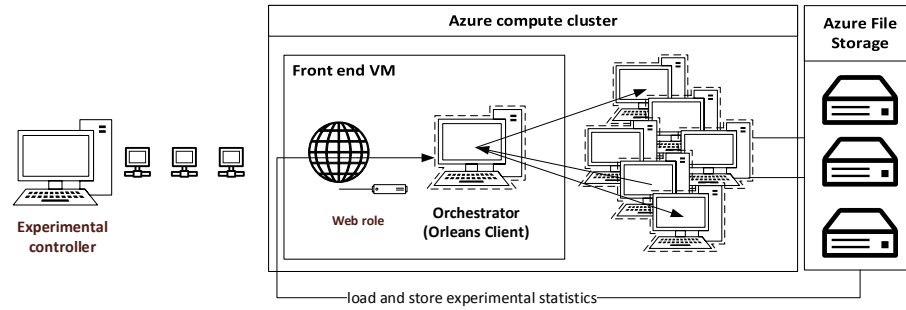 Azure compute cluster
Azure File
Storage
Front end VM
Experimental
controller
Web role
Orchestrator
(Orleans Client)
load and store experimental statistics